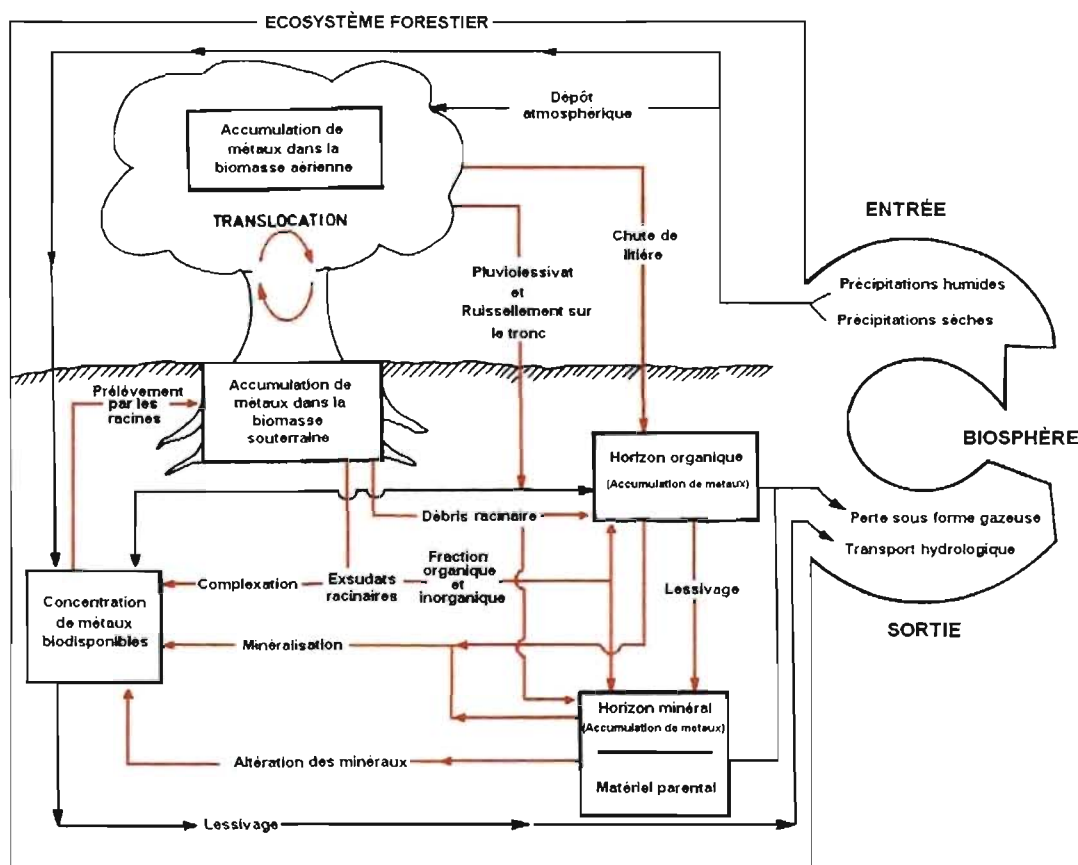 ECOSYSTÈME FORESTIER
Dépôt
atmosphérique
Accumulation de
métaux dans la
biomasse aérienne
TRANSLOCATION
Chute de
litière
Pluviolessivat
et
Ruissellement sur
le tronc
ENTRÉE
Précipitations humides
Précipitations sèches
Prélèvement
par les
racines
Accumulation de
métaux dans la
biomasse
souterraine
BIOSPHÈRE
Horizon organique
(Accumulation de metaux)
Débris racinaire
Perte sous forme gazeuse
Transport hydrologique
Fraction
organique
et
inorganique
Complexation
Exsudats
racinaires
Lessivage
Concentration
de métaux
biodisponibles
SORTIE
Minéralisation
Horizon minéral
(Accumulation de metaux)
Altération des minéraux
Matériel parental
Lessivage